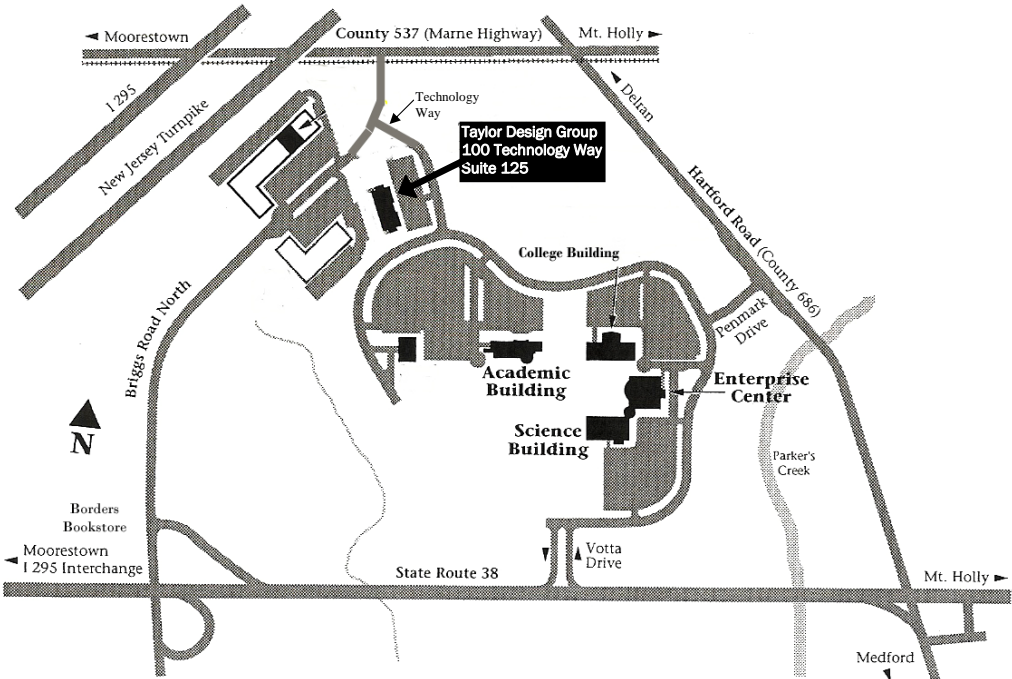 County 537 (Marne Highway)
Moorestown
Mt. Holly
I 295
New Jersey Turnpike
Technology
Way
Delran
Taylor Design Group
100 Technology Way
Suite 125
Hartford Road (County 686)
College Building
Penmark
Drive
Briggs Road North
Academic
Building
Enterprise
Center
Science
Building
N
Parker's
Creek
Borders
Bookstore
Moorestown
I 295 Interchange
Votta
Drive
State Route 38
Mt. Holly
Medford